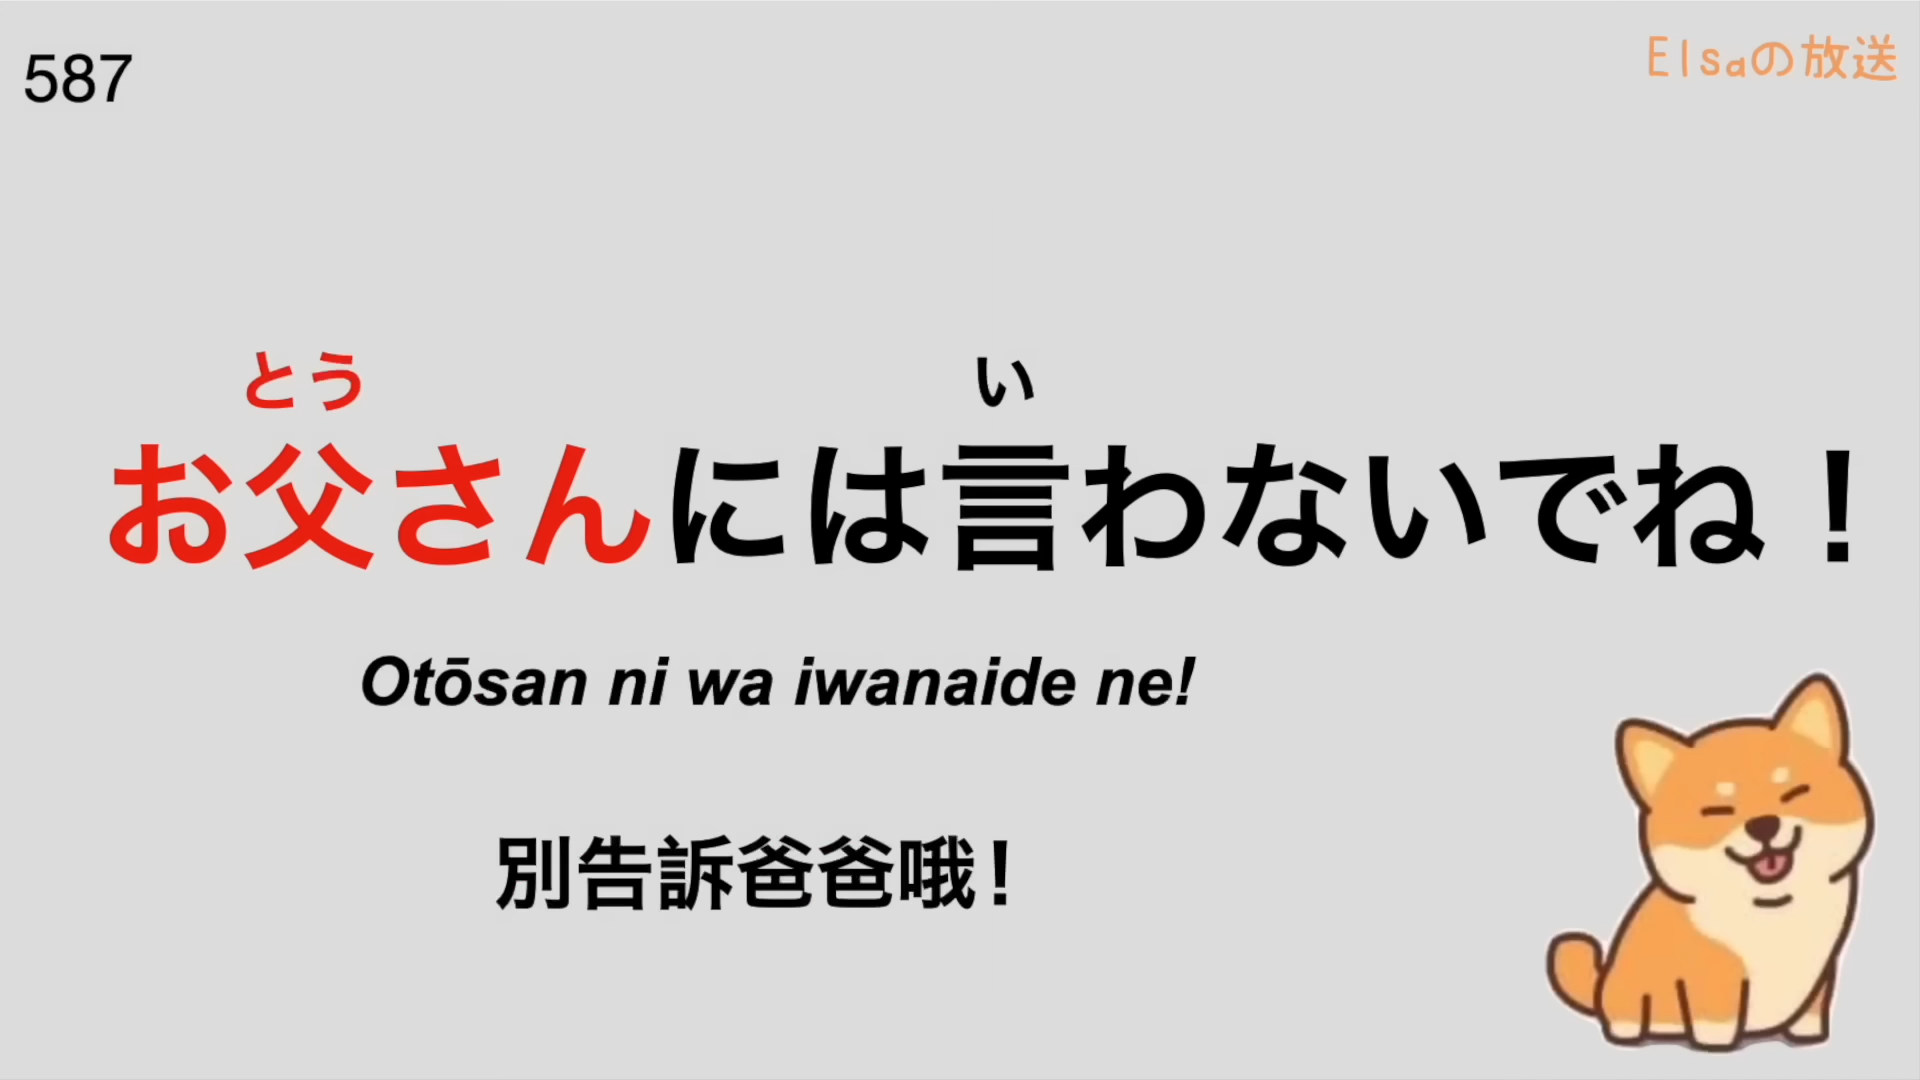 587
Elsaの放送
とう い
お父さんには言わないでね！
Otōsan ni wa iwanaide ne!
別告訴爸爸哦！